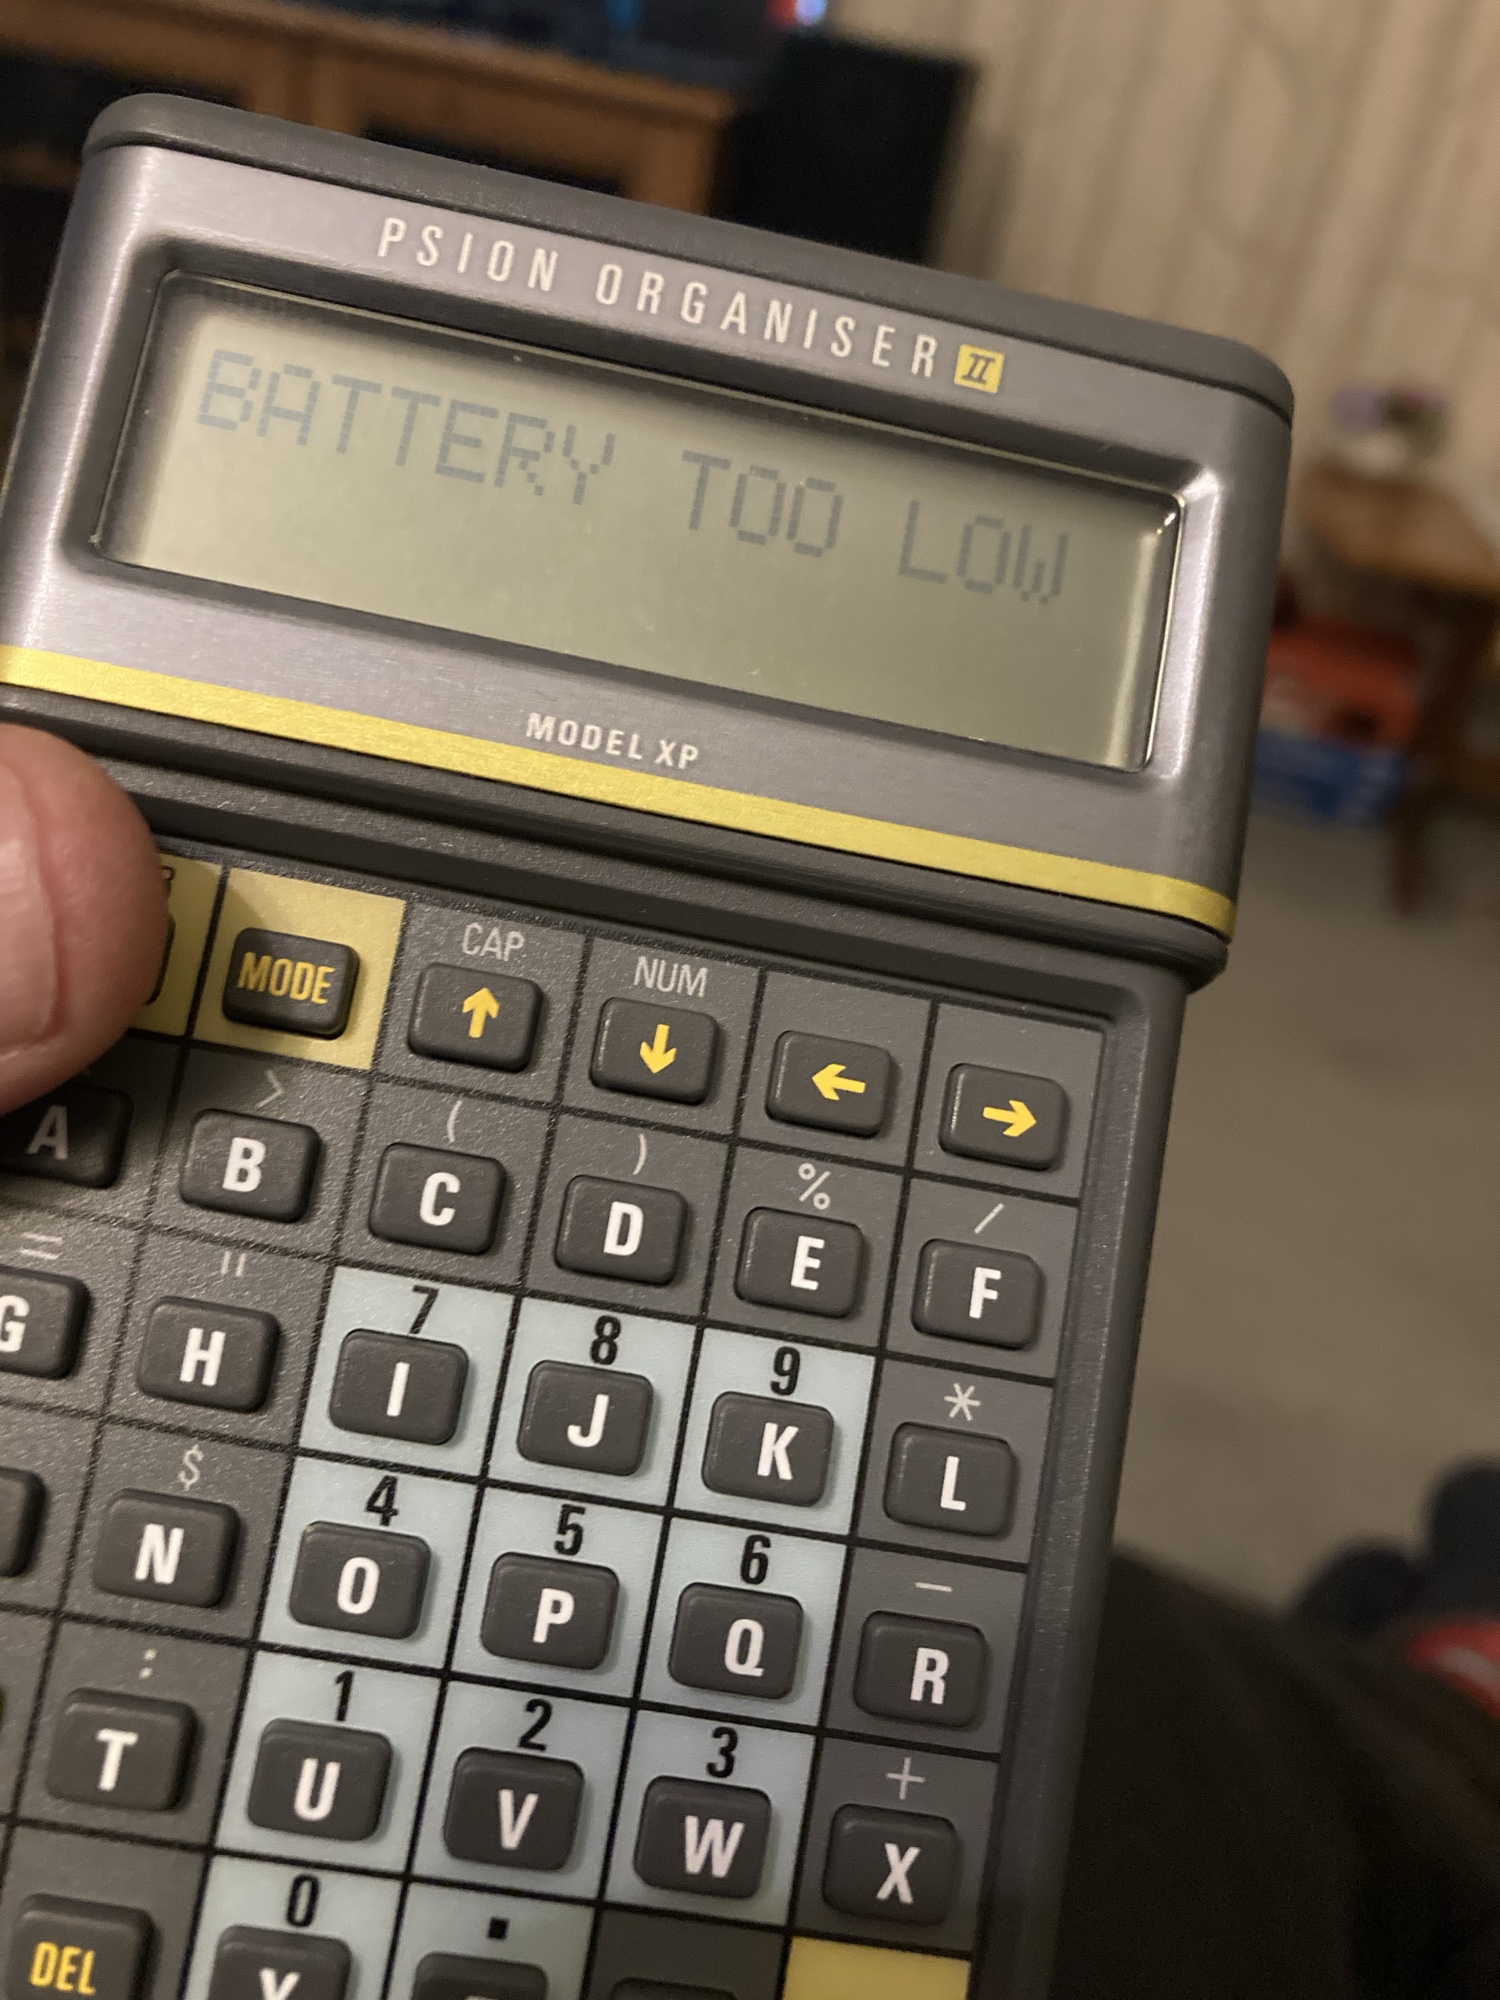 PSION ORGANISER II
BATTERY TOO LOW
MODEL XP
MODE
CAP
NUM
↑ ↓ ← →
> ( ) % /
A B C D E F
= " 7 8 9 *
G H I J K L
$ 4 5 6 -
N O P Q R
: 1 2 3 +
T U V W X
0 .
DEL Y